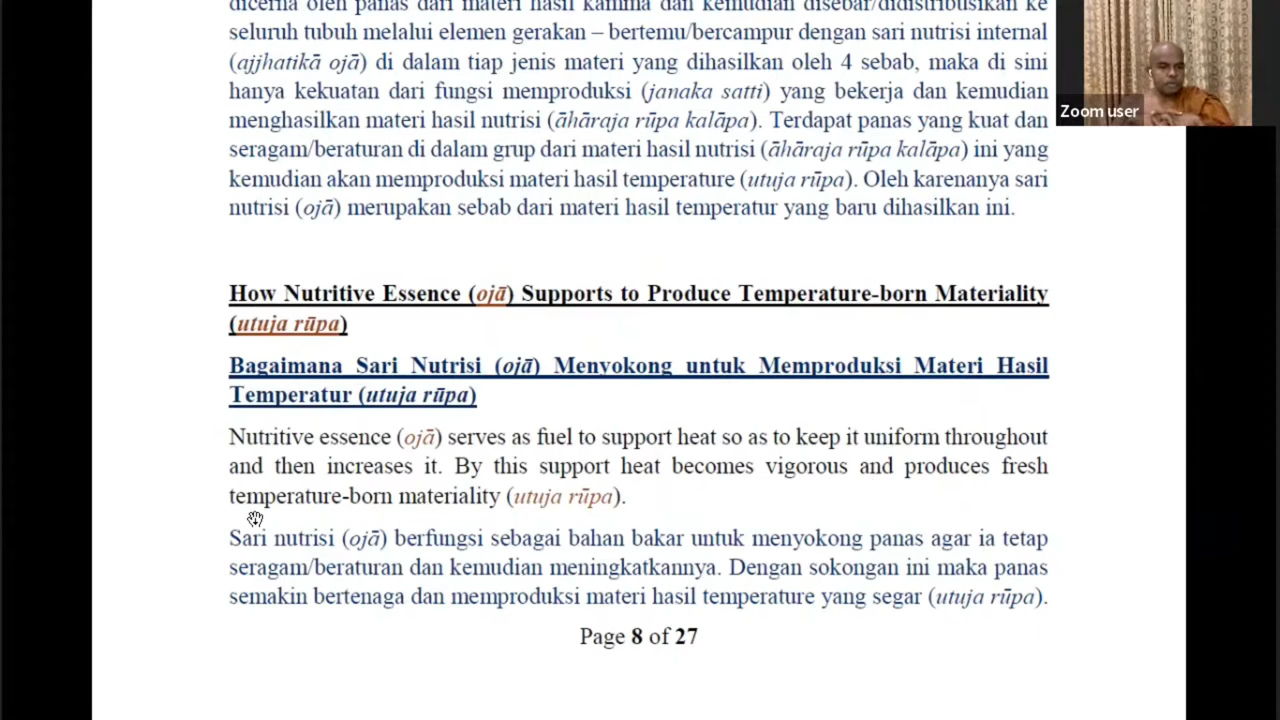 dicerna oleh panas dari materi hasil kamma dan kemudian disebar/didistribusikan ke
seluruh tubuh melalui elemen gerakan – bertemu/bercampur dengan sari nutrisi internal
(ajjhatikā ojā) di dalam tiap jenis materi yang dihasilkan oleh 4 sebab, maka di sini
hanya kekuatan dari fungsi memproduksi (janaka satti) yang bekerja dan kemudian
menghasilkan materi hasil nutrisi (āhāraja rūpa kalāpa). Terdapat panas yang kuat dan
seragam/beraturan di dalam grup dari materi hasil nutrisi (āhāraja rūpa kalāpa) ini yang
kemudian akan memproduksi materi hasil temperature (utuja rūpa). Oleh karenanya sari
nutrisi (ojā) merupakan sebab dari materi hasil temperatur yang baru dihasilkan ini.
Zoom user
How Nutritive Essence (ojā) Supports to Produce Temperature-born Materiality
(utuja rūpa)
Bagaimana Sari Nutrisi (ojā) Menyokong untuk Memproduksi Materi Hasil
Temperatur (utuja rūpa)
Nutritive essence (ojā) serves as fuel to support heat so as to keep it uniform throughout
and then increases it. By this support heat becomes vigorous and produces fresh
temperature-born materiality (utuja rūpa).
Sari nutrisi (ojā) berfungsi sebagai bahan bakar untuk menyokong panas agar ia tetap
seragam/beraturan dan kemudian meningkatkannya. Dengan sokongan ini maka panas
semakin bertenaga dan memproduksi materi hasil temperature yang segar (utuja rūpa).
Page 8 of 27